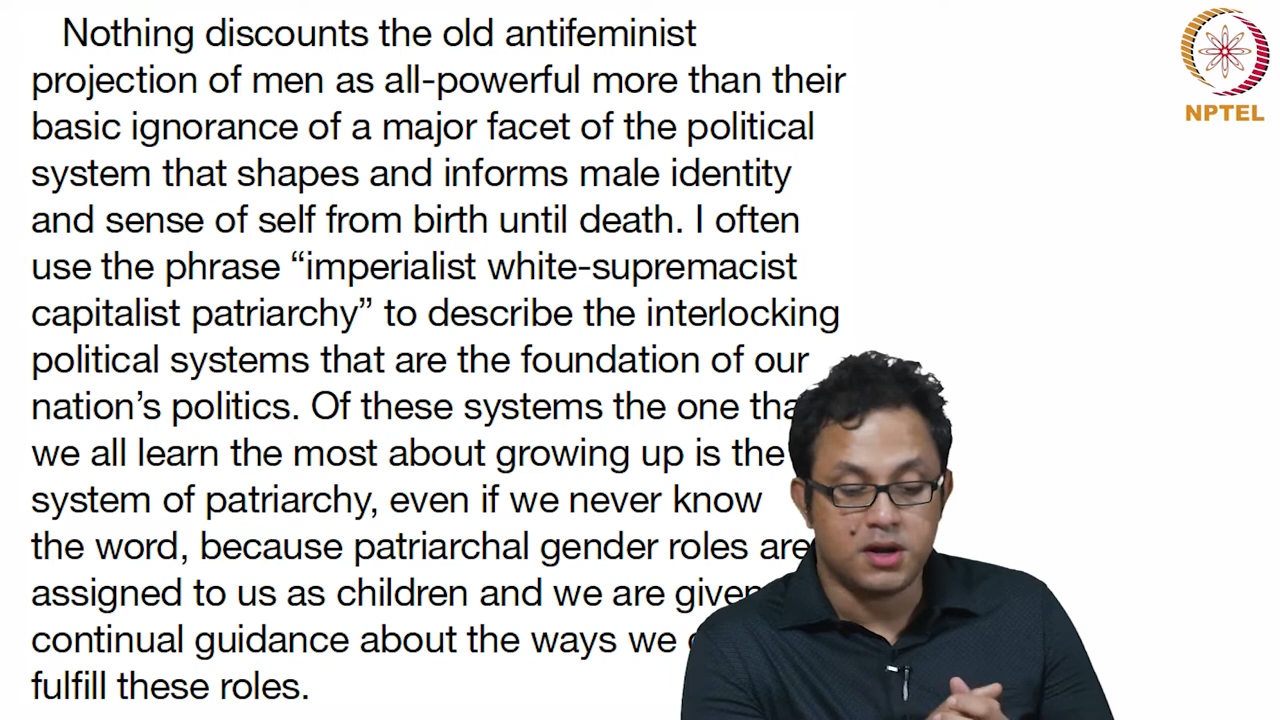 Nothing discounts the old antifeminist
projection of men as all-powerful more than their
basic ignorance of a major facet of the political
system that shapes and informs male identity
and sense of self from birth until death. I often
use the phrase “imperialist white-supremacist
capitalist patriarchy” to describe the interlocking
political systems that are the foundation of our
nation’s politics. Of these systems the one
we all learn the most about growing up is the
system of patriarchy, even if we never know
the word, because patriarchal gender roles are
assigned to us as children and we are given
continual guidance about the ways we
fulfill these roles.
NPTEL